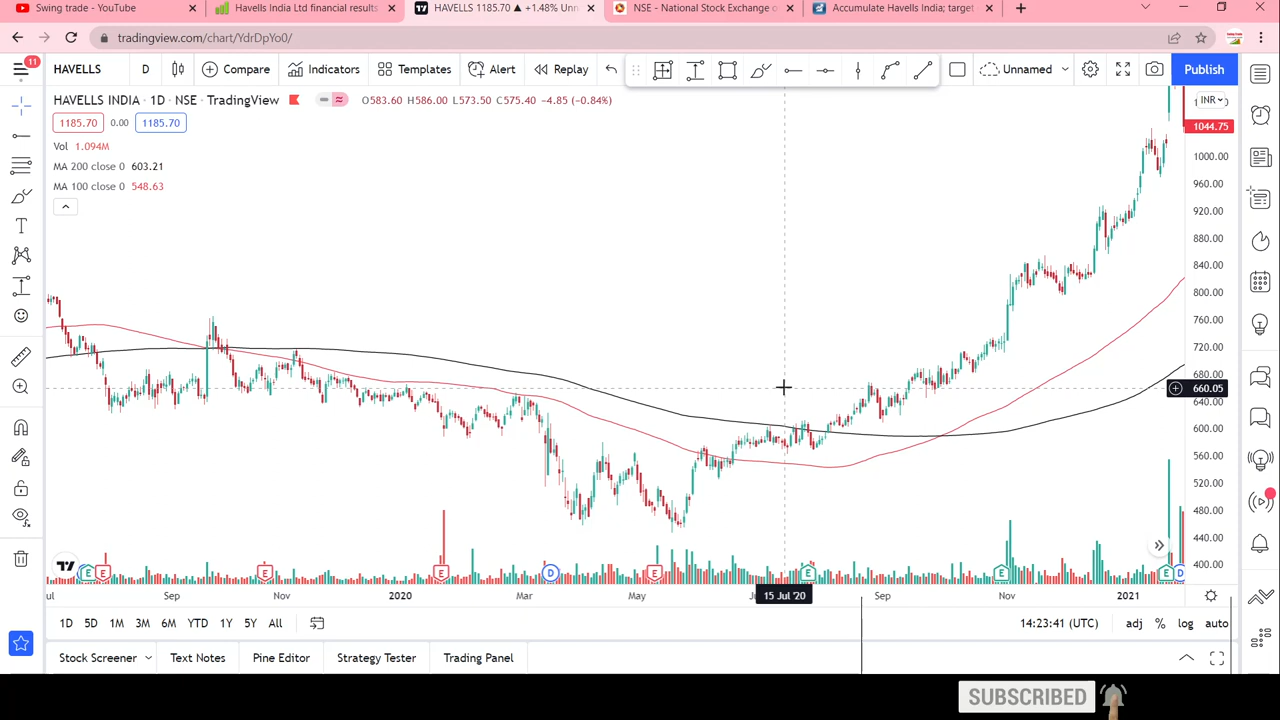 Swing trade - YouTube
Havells India Ltd financial results
HAVELLS 1185.70 ▲ +1.48% Unn
NSE - National Stock Exchange o
Accumulate Havells India; target
tradingview.com/chart/YdrDpYo0/
11
HAVELLS
D
Compare
Indicators
Templates
Alert
Replay
Unnamed
Publish
HAVELLS INDIA · 1D · NSE · TradingView
O583.60 H586.00 L573.50 C575.40 -4.85 (-0.84%)
INR
1185.70
0.00
1185.70
1044.75
Vol 1.094M
MA 200 close 0 603.21
MA 100 close 0 548.63
1000.00
960.00
920.00
880.00
840.00
800.00
760.00
720.00
680.00
660.05
640.00
600.00
560.00
520.00
480.00
440.00
400.00
E
E
E
E
D
E
E
E
E
D
ul
Sep
Nov
2020
Mar
May
15 Jul '20
Sep
Nov
2021
1D
5D
1M
3M
6M
YTD
1Y
5Y
All
14:23:41 (UTC)
adj
%
log
auto
Stock Screener
Text Notes
Pine Editor
Strategy Tester
Trading Panel
SUBSCRIBED